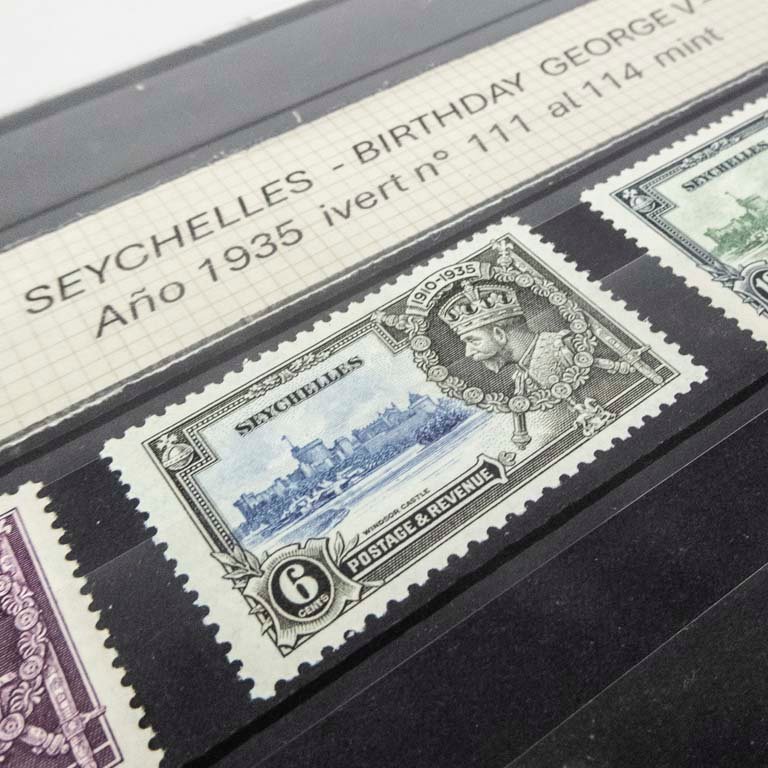 SEYCHELLES - BIRTHDAY GEORGE V -
Año 1935 ivert nº 111 al 114 mint
1910-1935
SEYCHELLES
WINDSOR CASTLE
POSTAGE & REVENUE
6
CENTS
SEYCHELLES